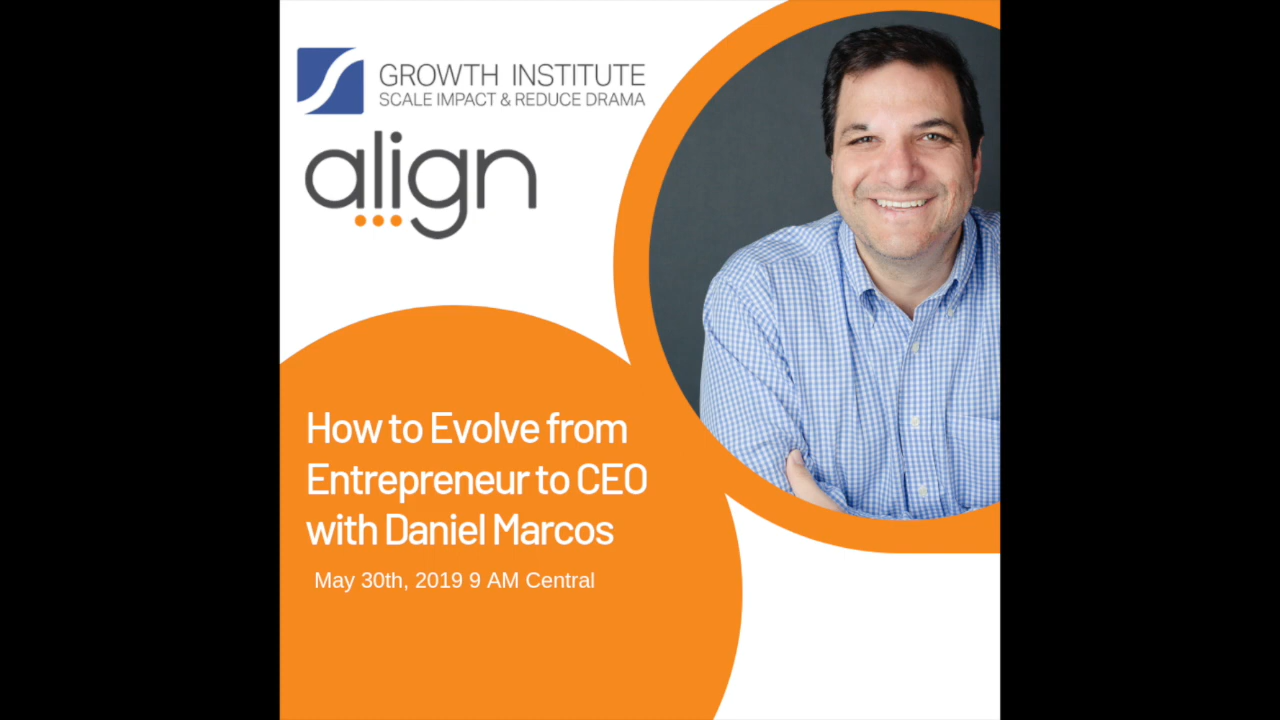 GROWTH INSTITUTE
SCALE IMPACT & REDUCE DRAMA
align
How to Evolve from
Entrepreneur to CEO
with Daniel Marcos
May 30th, 2019 9 AM Central